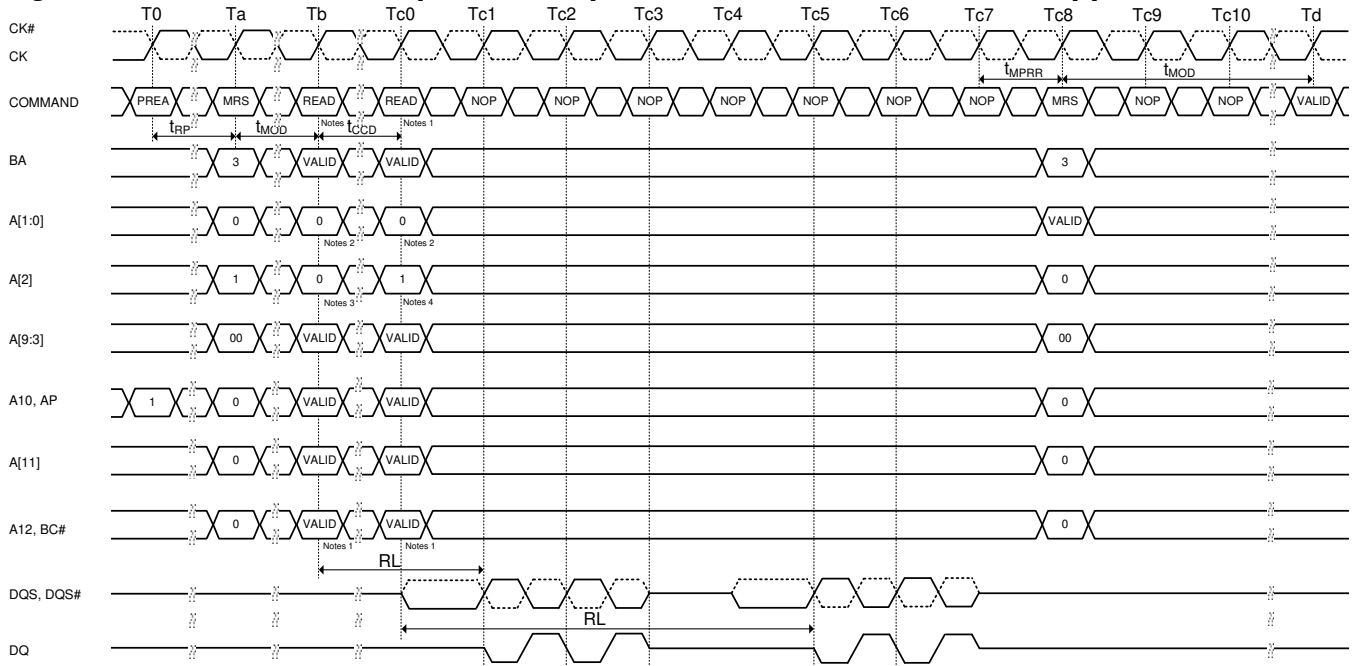 T0 Ta Tb Tc0 Tc1 Tc2 Tc3 Tc4 Tc5 Tc6 Tc7 Tc8 Tc9 Tc10 Td
CK#
CK
tMPRR tMOD
COMMAND PREA MRS READ READ NOP NOP NOP NOP NOP NOP NOP MRS NOP NOP VALID
Notes Notes 1
tRP tMOD tCCD
BA 3 VALID VALID 3
A[1:0] 0 0 0 VALID
Notes 2 Notes 2
A[2] 1 0 1 0
Notes 3 Notes 4
A[9:3] 00 VALID VALID 00
A10, AP 1 0 VALID VALID 0
A[11] 0 VALID VALID 0
A12, BC# 0 VALID VALID 0
Notes 1 Notes 1
RL
DQS, DQS#
RL
DQ